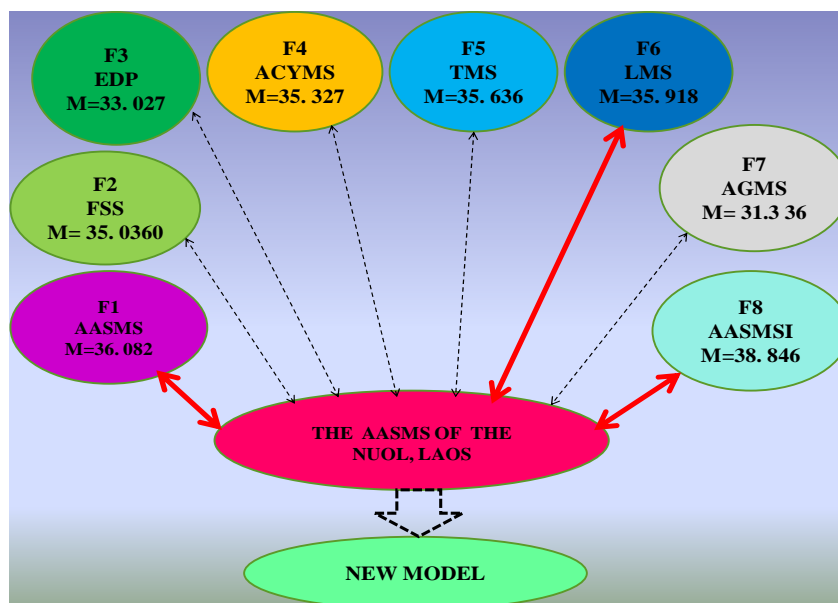 F3
EDP
M=33. 027
F4
ACYMS
M=35. 327
F5
TMS
M=35. 636
F6
LMS
M=35. 918
F2
FSS
M= 35. 0360
F7
AGMS
M= 31.3 36
F1
AASMS
M=36. 082
F8
AASMSI
M=38. 846
THE AASMS OF THE
NUOL, LAOS
NEW MODEL